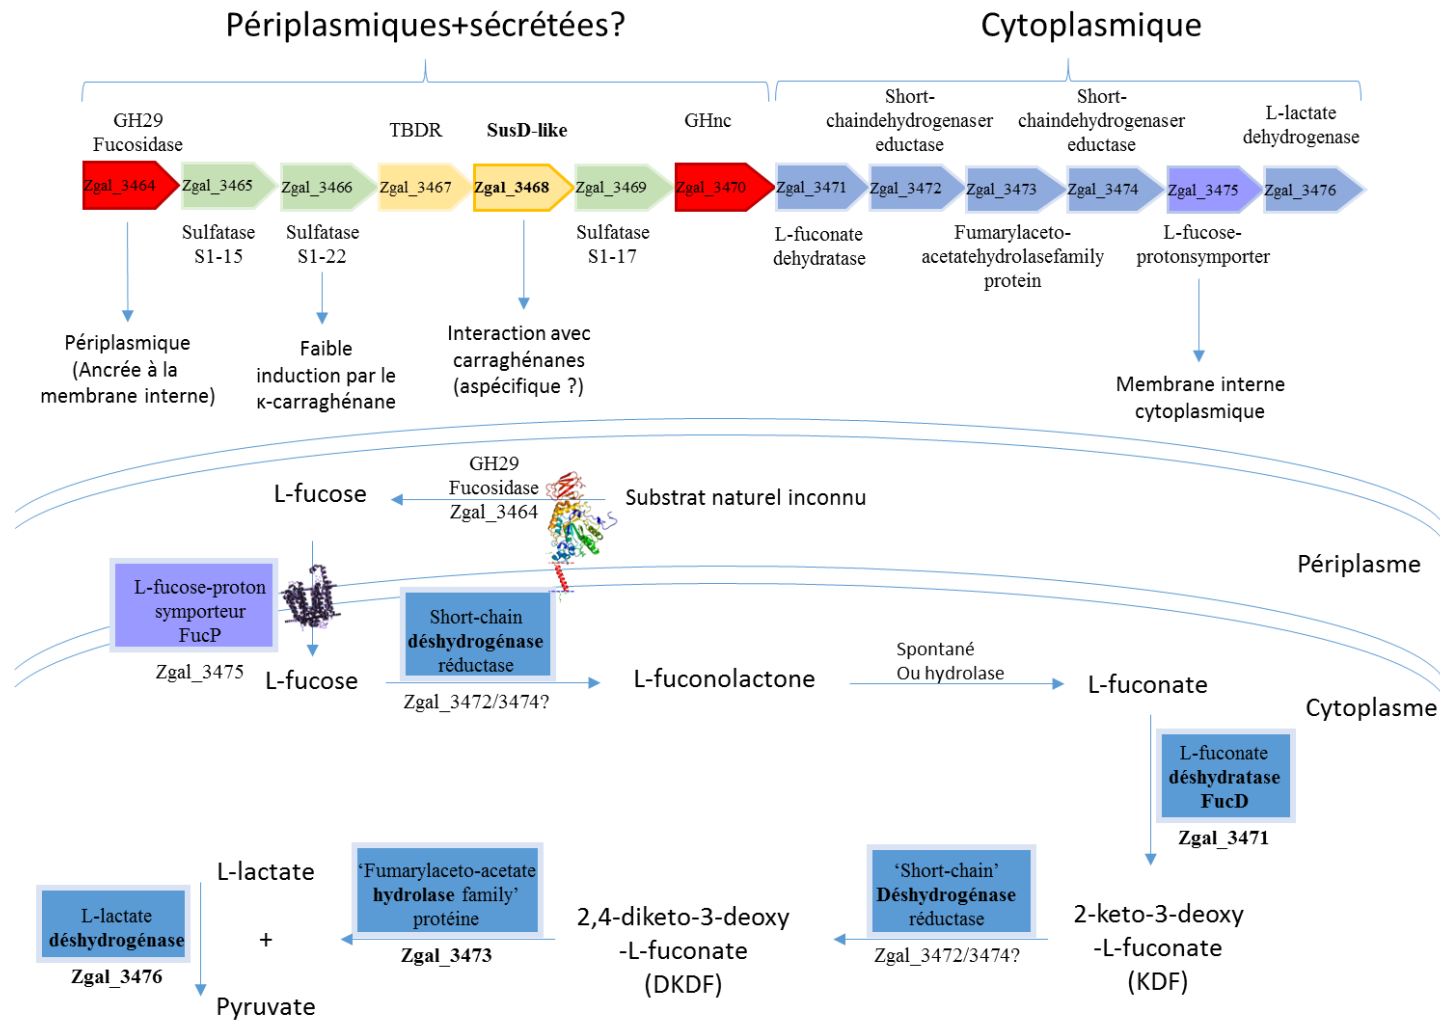 Périplasmiques+sécrétées?
Cytoplasmique
GH29
Fucosidase
TBDR
SusD-like
GHnc
Short-
chaindehydrogenaser
eductase
Short-
chaindehydrogenaser
eductase
L-lactate
dehydrogenase
Zgal_3464
Zgal_3465
Zgal_3466
Zgal_3467
Zgal_3468
Zgal_3469
Zgal_3470
Zgal_3471
Zgal_3472
Zgal_3473
Zgal_3474
Zgal_3475
Zgal_3476
Sulfatase
S1-15
Sulfatase
S1-22
Sulfatase
S1-17
L-fuconate
dehydratase
Fumarylaceto-
acetatehydrolasefamily
protein
L-fucose-
protonsymporter
Périplasmique
(Ancrée à la
membrane interne)
Faible
induction par le
κ-carraghénane
Interaction avec
carraghénanes
(aspécifique ?)
Membrane interne
cytoplasmique
L-fucose
GH29
Fucosidase
Zgal_3464
Substrat naturel inconnu
Périplasme
L-fucose-proton
symporteur
FucP
Zgal_3475
L-fucose
Short-chain
déshydrogénase
réductase
Zgal_3472/3474?
L-fuconolactone
Spontané
Ou hydrolase
L-fuconate
Cytoplasme
L-fuconate
déshydratase
FucD
Zgal_3471
2-keto-3-deoxy
-L-fuconate
(KDF)
‘Short-chain’
Déshydrogénase
réductase
Zgal_3472/3474?
2,4-diketo-3-deoxy
-L-fuconate
(DKDF)
‘Fumarylaceto-acetate
hydrolase family’
protéine
Zgal_3473
L-lactate
+
Pyruvate
L-lactate
déshydrogénase
Zgal_3476